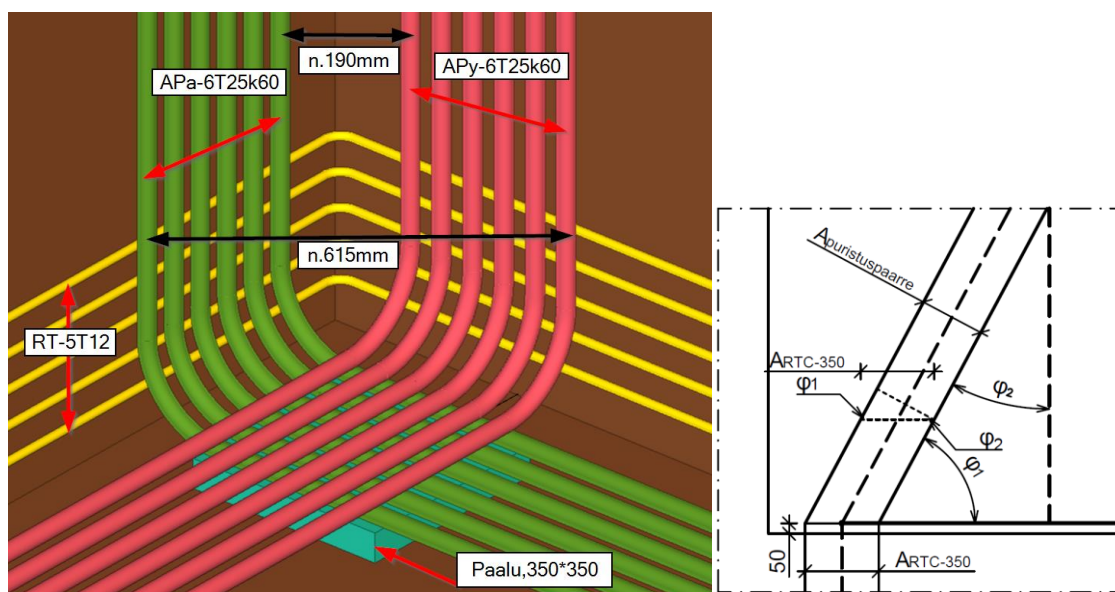 n.190mm
APa-6T25k60
APy-6T25k60
n.615mm
RT-5T12
Paalu,350*350
Apuristuspaarre
ARTC-350
φ1
φ2
φ2
φ1
50
ARTC-350